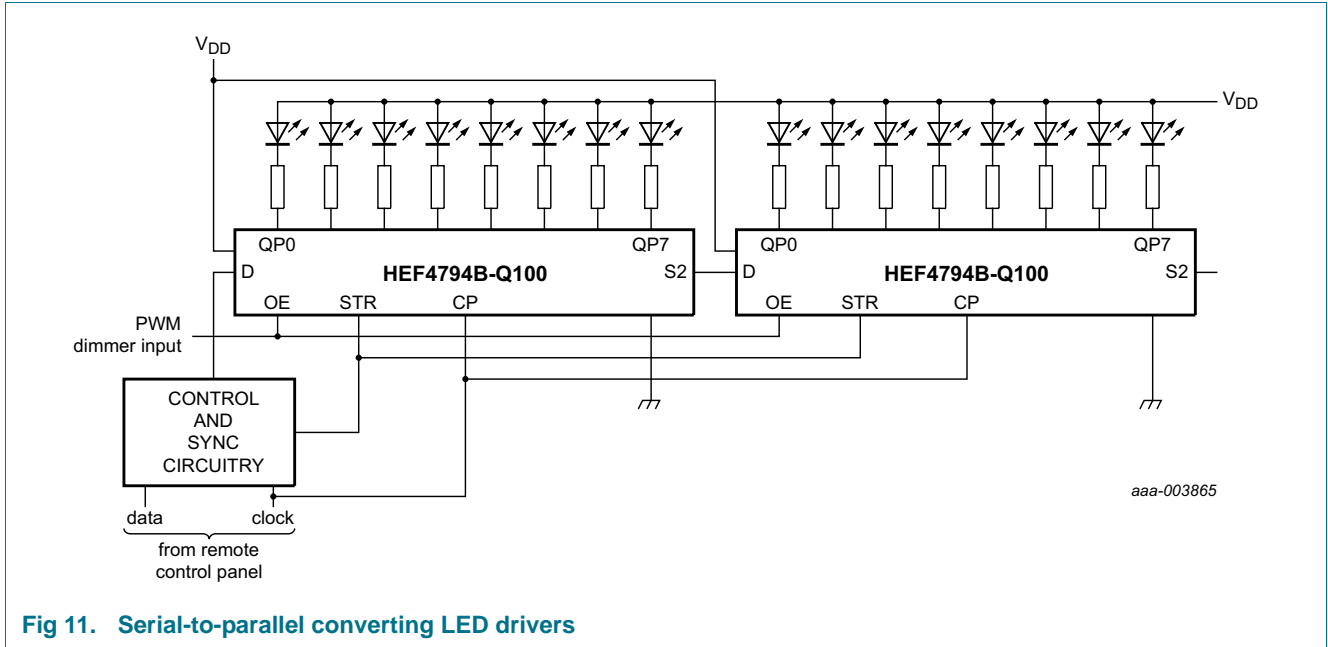 VDD
VDD
QP0 QP7
D HEF4794B-Q100 S2
OE STR CP
QP0 QP7
D HEF4794B-Q100 S2
OE STR CP
PWM
dimmer input
CONTROL
AND
SYNC
CIRCUITRY
data clock
from remote
control panel
aaa-003865
Fig 11. Serial-to-parallel converting LED drivers